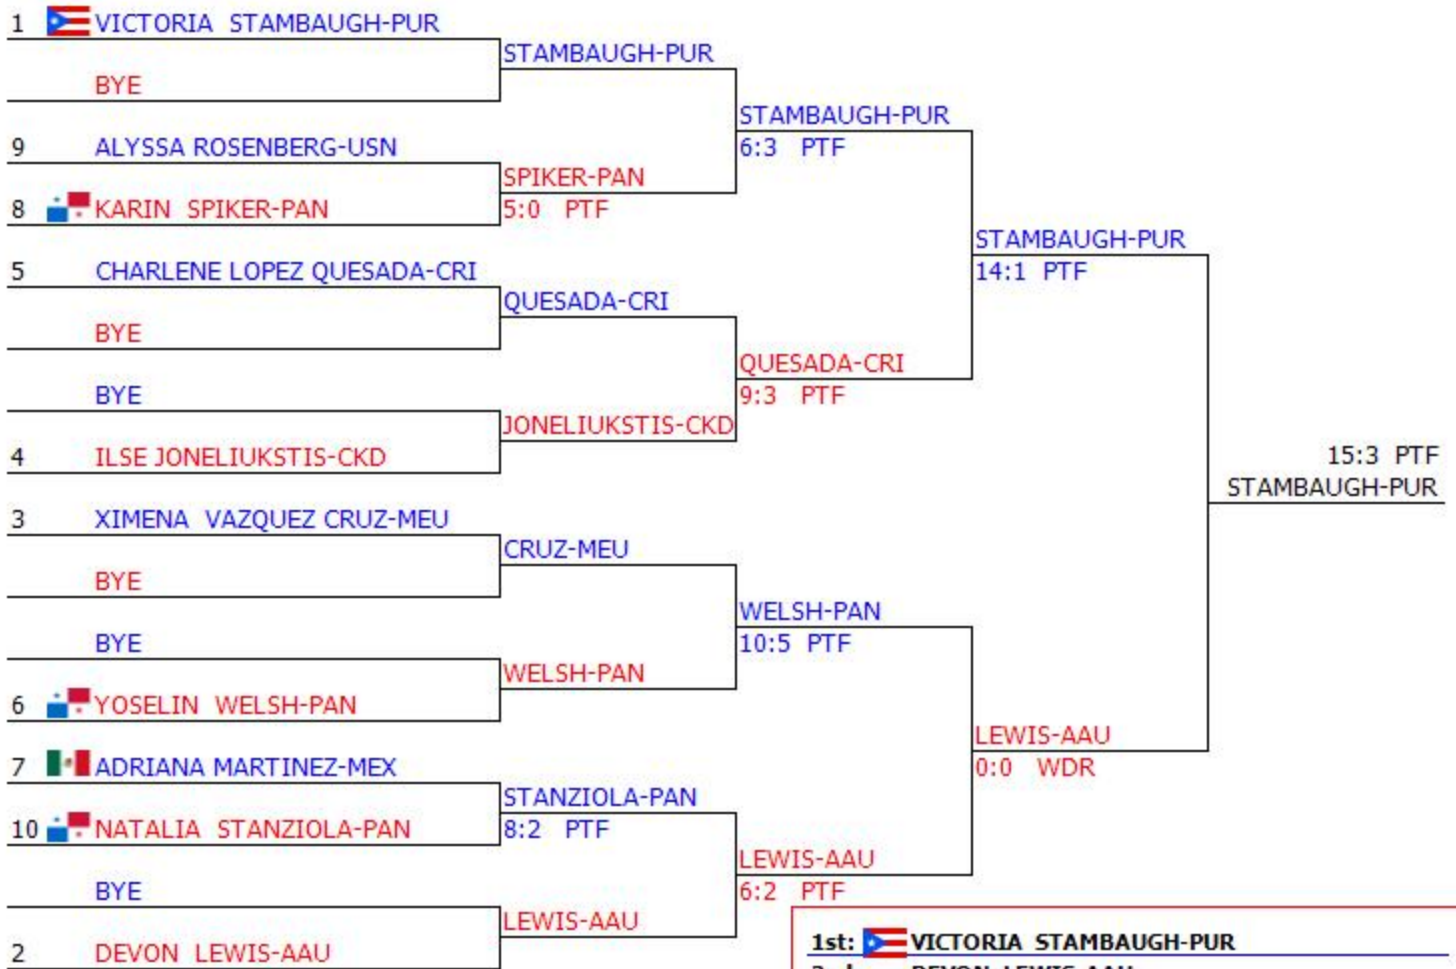 1 VICTORIA STAMBAUGH-PUR
STAMBAUGH-PUR
BYE
STAMBAUGH-PUR
6:3 PTF
9 ALYSSA ROSENBERG-USN
SPIKER-PAN
5:0 PTF
8 KARIN SPIKER-PAN
STAMBAUGH-PUR
14:1 PTF
5 CHARLENE LOPEZ QUESADA-CRI
QUESADA-CRI
BYE
QUESADA-CRI
9:3 PTF
BYE
JONELIUKSTIS-CKD
4 ILSE JONELIUKSTIS-CKD
15:3 PTF
STAMBAUGH-PUR
3 XIMENA VAZQUEZ CRUZ-MEU
CRUZ-MEU
BYE
WELSH-PAN
10:5 PTF
BYE
WELSH-PAN
6 YOSELIN WELSH-PAN
LEWIS-AAU
0:0 WDR
7 ADRIANA MARTINEZ-MEX
STANZIOLA-PAN
8:2 PTF
10 NATALIA STANZIOLA-PAN
LEWIS-AAU
6:2 PTF
BYE
LEWIS-AAU
2 DEVON LEWIS-AAU
1st: VICTORIA STAMBAUGH-PUR
DEVON LEWIS-AAU